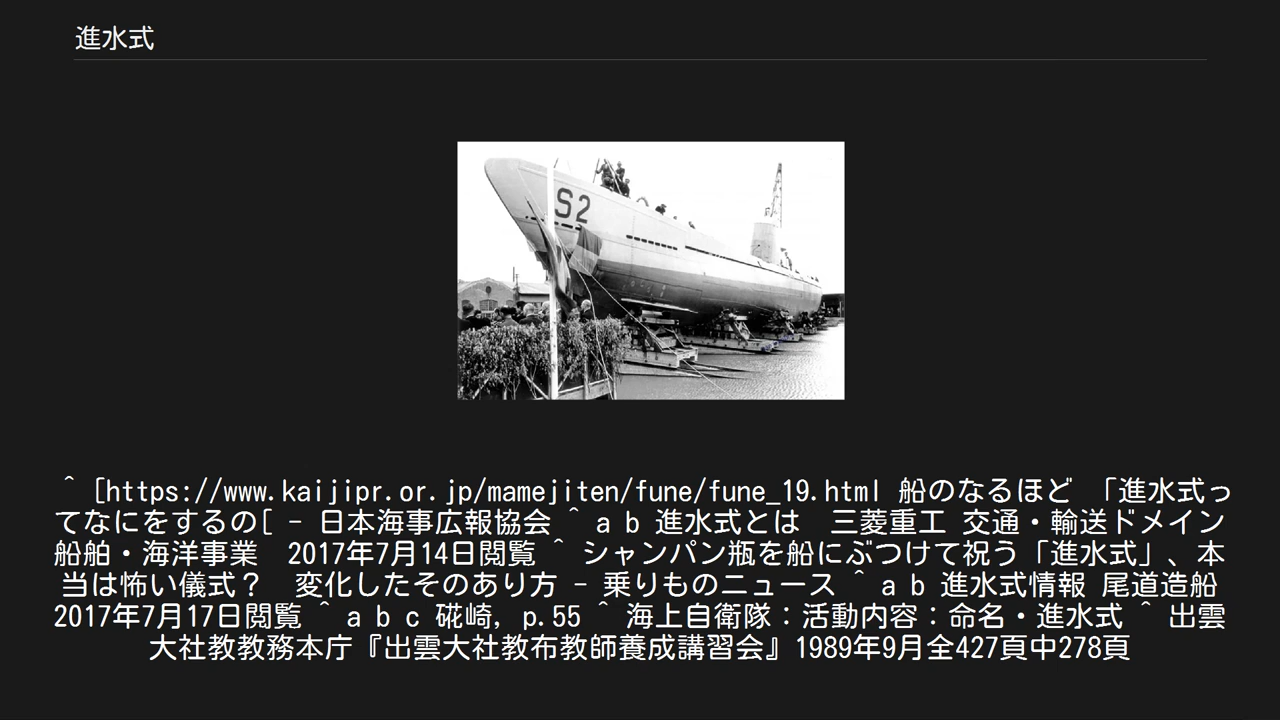 進水式
S2
^ [https://www.kaijipr.or.jp/mamejiten/fune/fune_19.html 船のなるほど 「進水式っ
てなにをするの[ - 日本海事広報協会 ^ a b 進水式とは　三菱重工 交通・輸送ドメイン
船舶・海洋事業　2017年7月14日閲覧 ^ シャンパン瓶を船にぶつけて祝う「進水式」、本
当は怖い儀式？　変化したそのあり方 - 乗りものニュース ^ a b 進水式情報 尾道造船
2017年7月17日閲覧 ^ a b c 硴崎, p.55 ^ 海上自衛隊：活動内容：命名・進水式 ^ 出雲
大社教教務本庁『出雲大社教布教師養成講習会』1989年9月全427頁中278頁